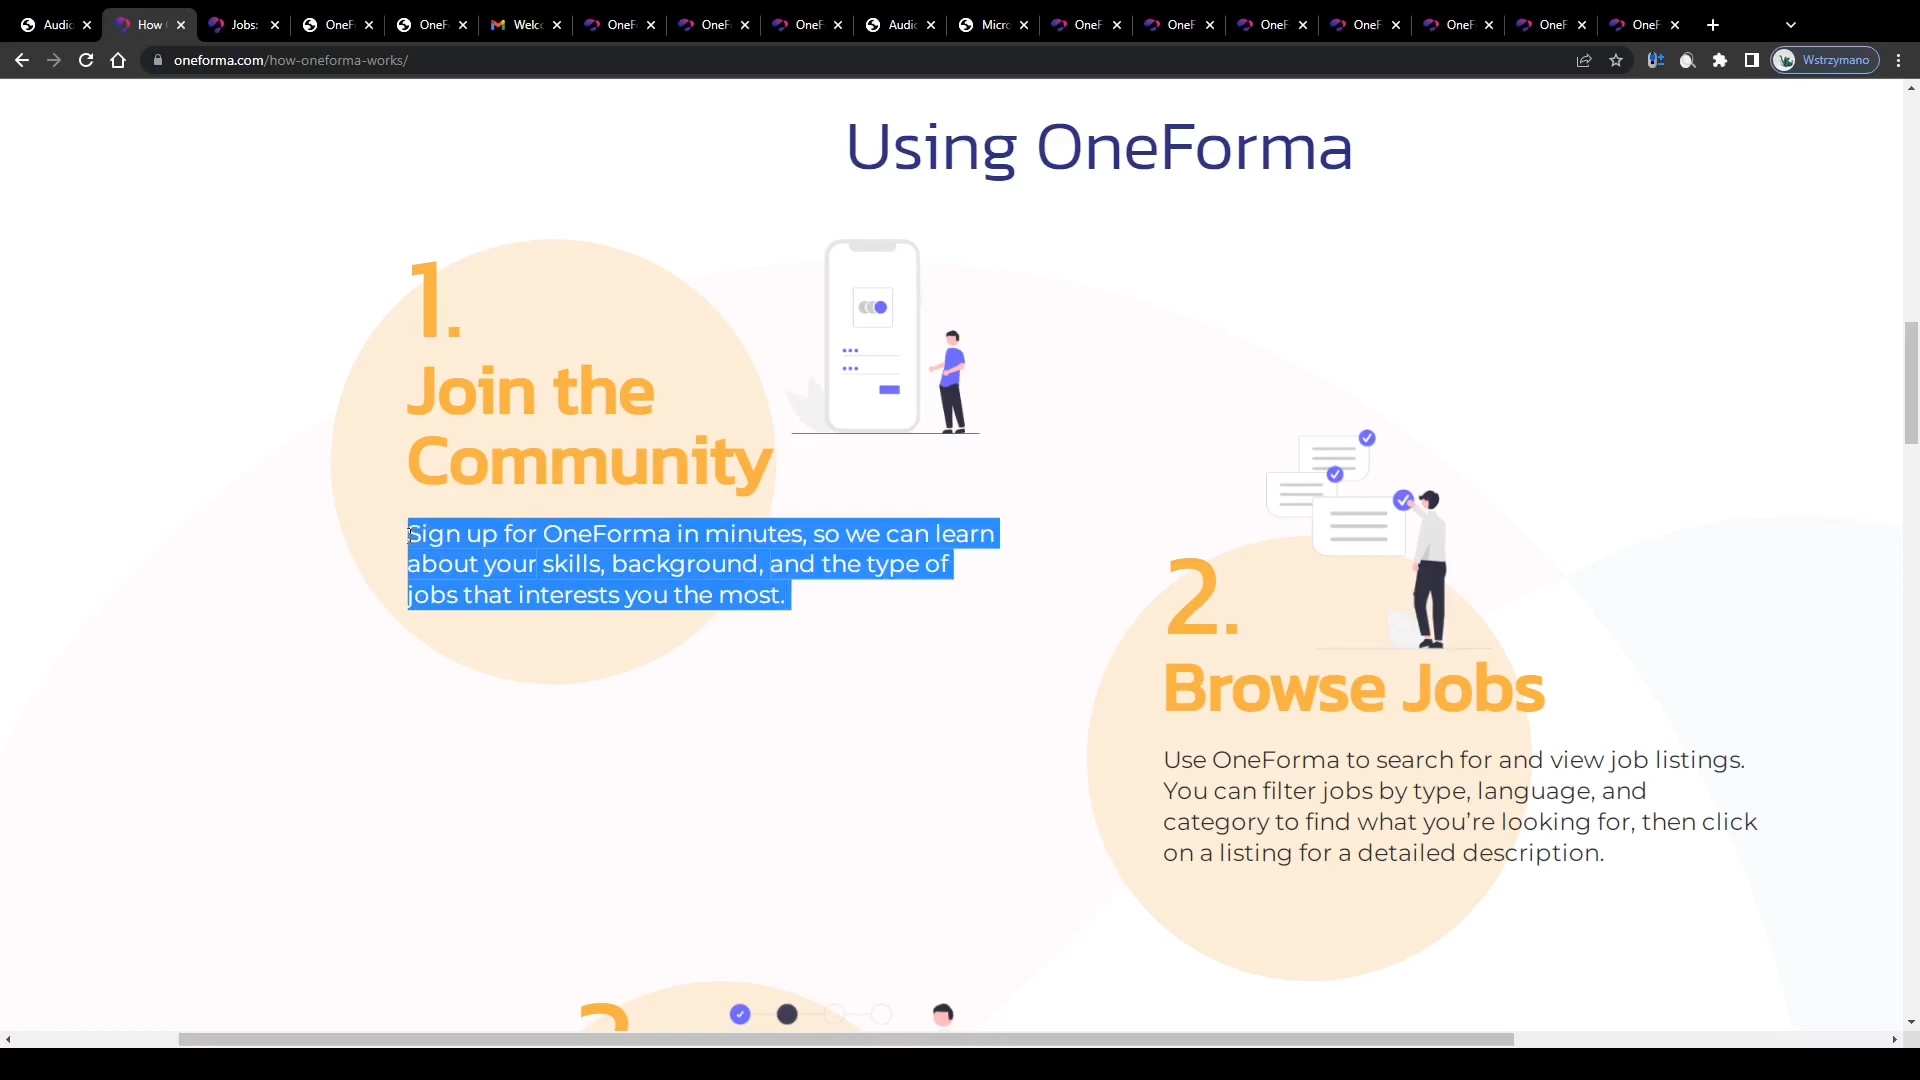 Audio
How
Jobs:
OneF
OneF
Welc
OneF
OneF
OneF
Audio
Micro
OneF
OneF
OneF
OneF
OneF
OneF
OneF
oneforma.com/how-oneforma-works/
Wstrzymano
Using OneForma
1.
Join the
Community
Sign up for OneForma in minutes, so we can learn
about your skills, background, and the type of
jobs that interests you the most.
2.
Browse Jobs
Use OneForma to search for and view job listings.
You can filter jobs by type, language, and
category to find what you’re looking for, then click
on a listing for a detailed description.